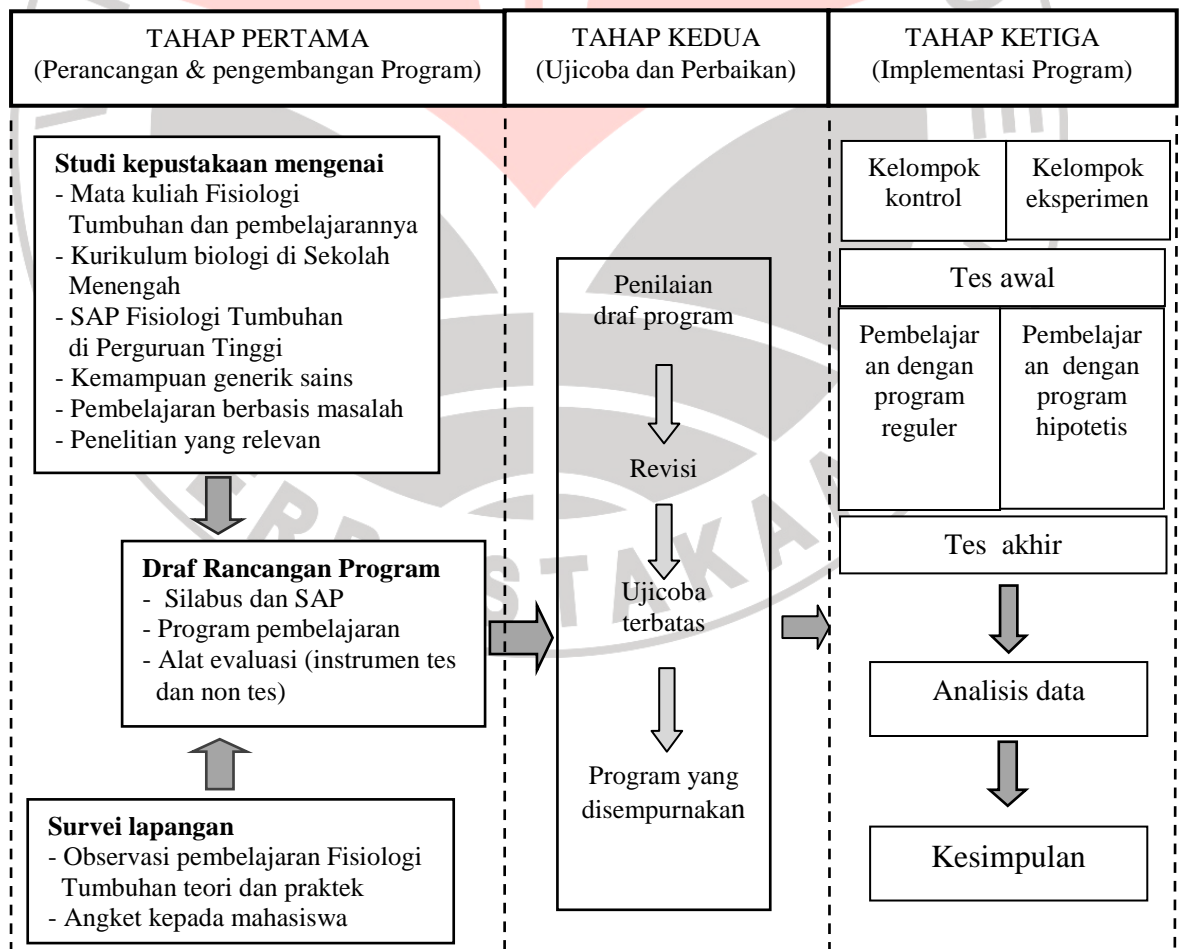 TAHAP PERTAMA
(Perancangan & pengembangan Program)
TAHAP KEDUA
(Ujicoba dan Perbaikan)
TAHAP KETIGA
(Implementasi Program)
Studi kepustakaan mengenai
- Mata kuliah Fisiologi
Tumbuhan dan pembelajarannya
- Kurikulum biologi di Sekolah
Menengah
- SAP Fisiologi Tumbuhan
di Perguruan Tinggi
- Kemampuan generik sains
- Pembelajaran berbasis masalah
- Penelitian yang relevan
Draf Rancangan Program
- Silabus dan SAP
- Program pembelajaran
- Alat evaluasi (instrumen tes
dan non tes)
Survei lapangan
- Observasi pembelajaran Fisiologi
Tumbuhan teori dan praktek
- Angket kepada mahasiswa
Penilaian
draf program
Revisi
Ujicoba
terbatas
Program yang
disempurnakan
Kelompok
kontrol
Kelompok
eksperimen
Tes awal
Pembelajar
an dengan
program
reguler
Pembelajar
an dengan
program
hipotetis
Tes akhir
Analisis data
Kesimpulan